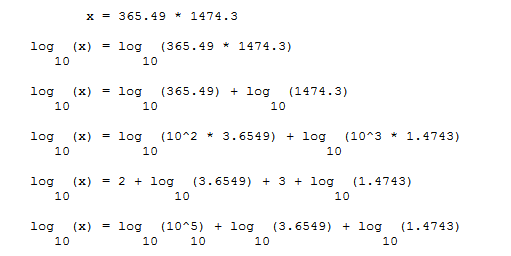 x = 365.49 * 1474.3
log (x) = log (365.49 * 1474.3)
10 10
log (x) = log (365.49) + log (1474.3)
10 10 10
log (x) = log (10^2 * 3.6549) + log (10^3 * 1.4743)
10 10 10
log (x) = 2 + log (3.6549) + 3 + log (1.4743)
10 10 10
log (x) = log (10^5) + log (3.6549) + log (1.4743)
10 10 10 10 10